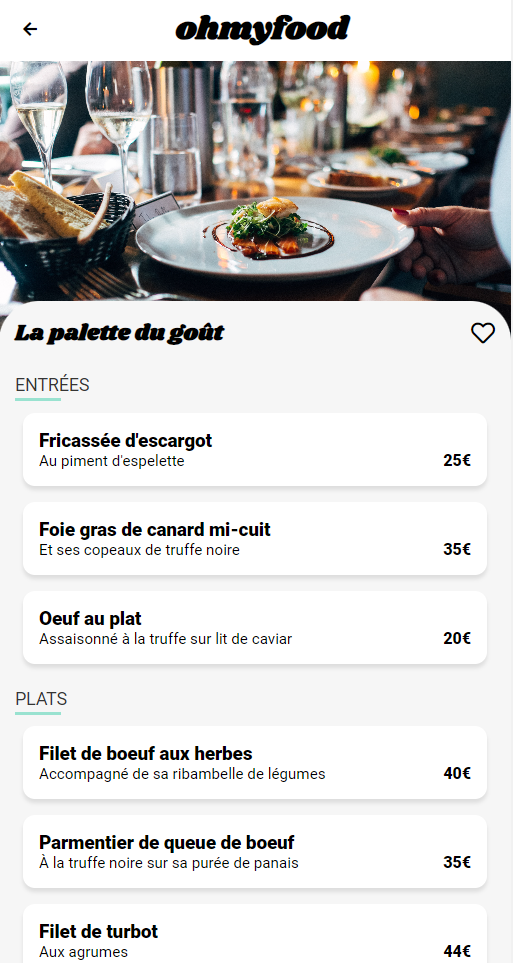 ohmyfood
La palette du goût
ENTRÉES
Fricassée d'escargot
Au piment d'espelette
25€
Foie gras de canard mi-cuit
Et ses copeaux de truffe noire
35€
Oeuf au plat
Assaisonné à la truffe sur lit de caviar
20€
PLATS
Filet de boeuf aux herbes
Accompagné de sa ribambelle de légumes
40€
Parmentier de queue de boeuf
À la truffe noire sur sa purée de panais
35€
Filet de turbot
Aux agrumes
44€